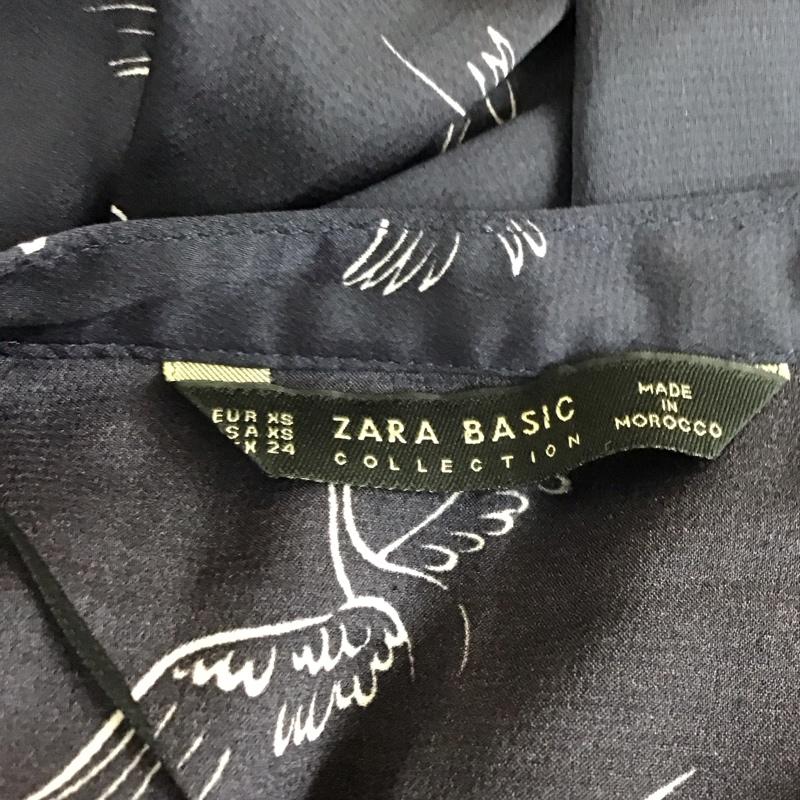 EUR XS
SA XS
24
ZARA BASIC
COLLECTION
MADE
IN
MOROCCO